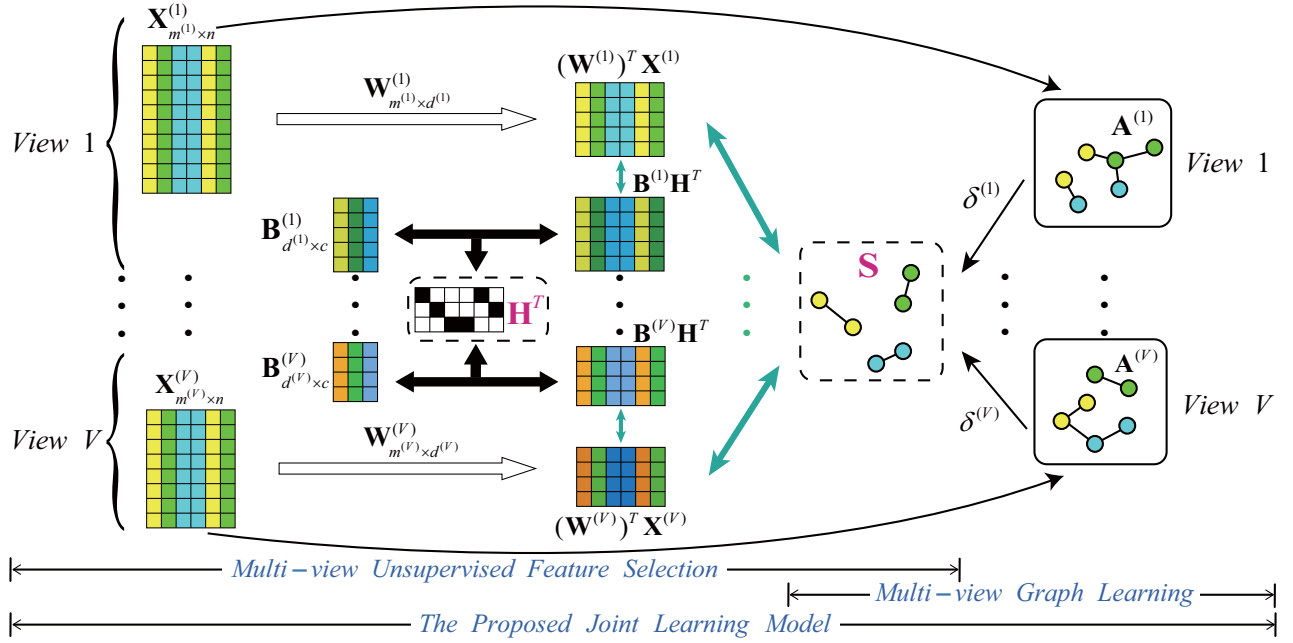 X^{(1)}_{m^{(1)}×n}
View 1
W^{(1)}_{m^{(1)}×d^{(1)}}
(W^{(1)})^T X^{(1)}
A^{(1)}
View 1
δ^{(1)}
B^{(1)}H^T
B^{(1)}_{d^{(1)}×c}
S
H^T
B^{(V)}H^T
B^{(V)}_{d^{(V)}×c}
A^{(V)}
X^{(V)}_{m^{(V)}×n}
View V
W^{(V)}_{m^{(V)}×d^{(V)}}
δ^{(V)}
View V
(W^{(V)})^T X^{(V)}
Multi−view Unsupervised Feature Selection
Multi−view Graph Learning
The Proposed Joint Learning Model